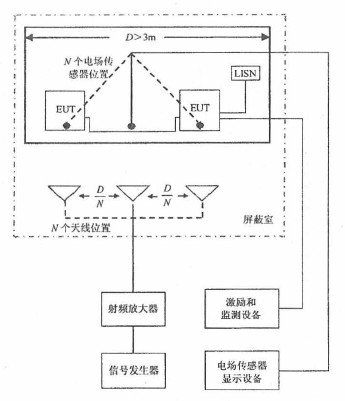 D>3m
N个电场传
感器位置
LISN
EUT
EUT
D/N
D/N
N个天线位置
屏蔽室
射频放大器
激励和
监测设备
信号发生器
电场传感器
显示设备